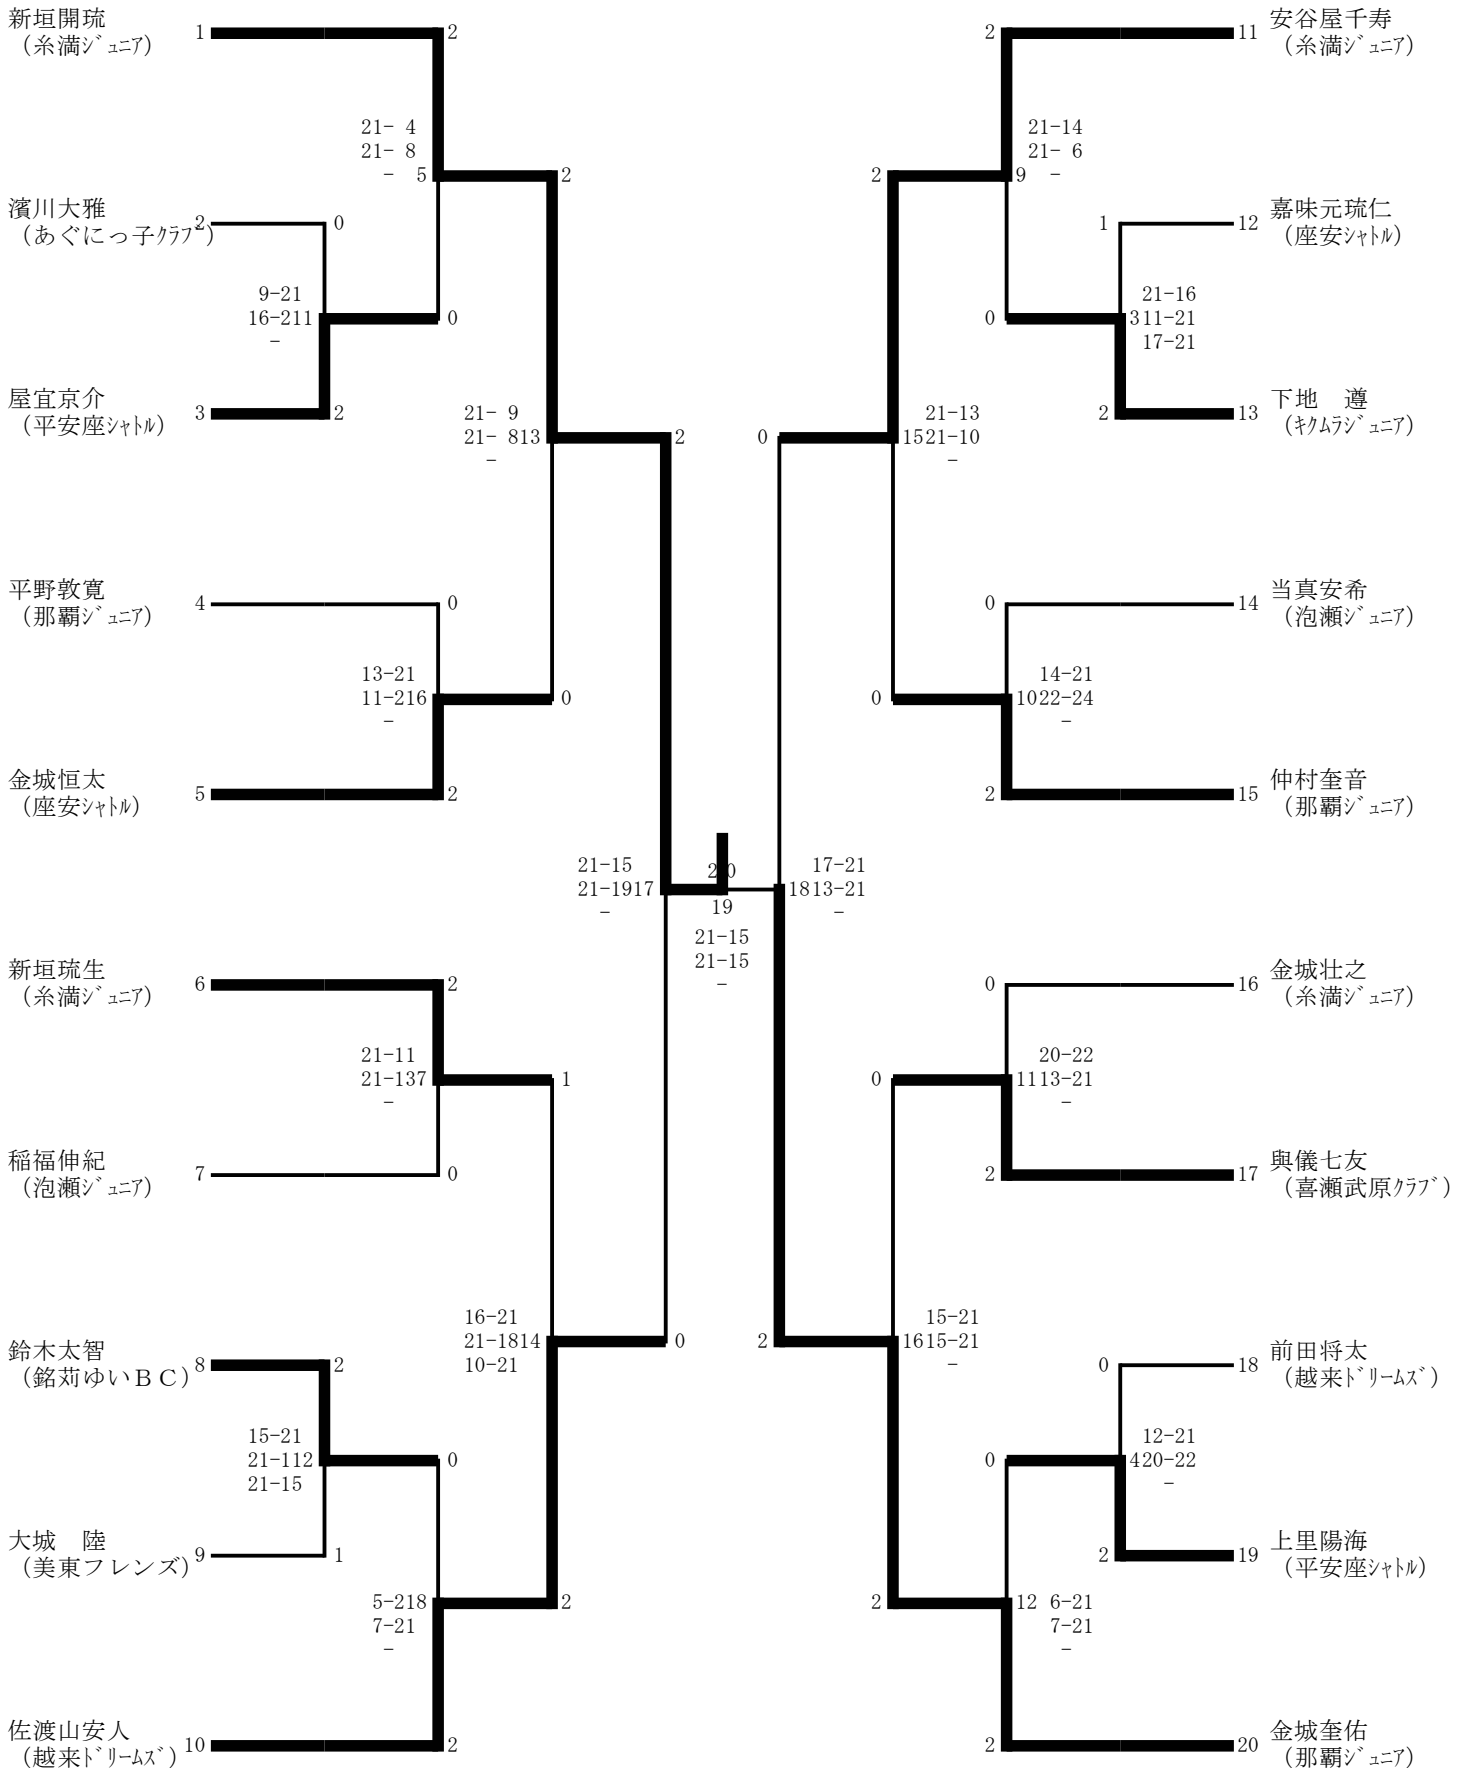 新垣開琉
(糸満ｼﾞｭﾆｱ)
1
2
21- 4
21- 8
- 5
2
濱川大雅
(あぐにっ子ｸﾗﾌﾞ)
2
0
9-21
16-211
-
0
屋宜京介
(平安座ｼｬﾄﾙ)
3
2
21- 9
21- 813
-
2
平野敦寛
(那覇ｼﾞｭﾆｱ)
4
0
13-21
11-216
-
0
金城恒太
(座安ｼｬﾄﾙ)
5
2
21-15
21-1917
-
新垣琉生
(糸満ｼﾞｭﾆｱ)
6
2
21-11
21-137
-
1
稲福伸紀
(泡瀬ｼﾞｭﾆｱ)
7
0
16-21
21-1814
10-21
0
鈴木太智
(銘苅ゆいＢＣ)
8
2
15-21
21-112
21-15
0
大城　陸
(美東フレンズ)
9
1
5-218
7-21
-
2
佐渡山安人
(越来ﾄﾞﾘｰﾑｽﾞ)
10
2
2 0
19
21-15
21-15
-
安谷屋千寿
(糸満ｼﾞｭﾆｱ)
11
2
21-14
21- 6
9 -
2
嘉味元琉仁
(座安ｼｬﾄﾙ)
12
1
21-16
311-21
17-21
0
下地　遵
(ｷｸﾑﾗｼﾞｭﾆｱ)
13
2
21-13
1521-10
-
0
当真安希
(泡瀬ｼﾞｭﾆｱ)
14
0
14-21
1022-24
-
0
仲村奎音
(那覇ｼﾞｭﾆｱ)
15
2
17-21
1813-21
-
金城壮之
(糸満ｼﾞｭﾆｱ)
16
0
20-22
1113-21
-
0
與儀七友
(喜瀬武原ｸﾗﾌﾞ)
17
2
15-21
1615-21
-
2
前田将太
(越来ﾄﾞﾘｰﾑｽﾞ)
18
0
12-21
420-22
-
0
上里陽海
(平安座ｼｬﾄﾙ)
19
2
12 6-21
7-21
-
2
金城奎佑
(那覇ｼﾞｭﾆｱ)
20
2